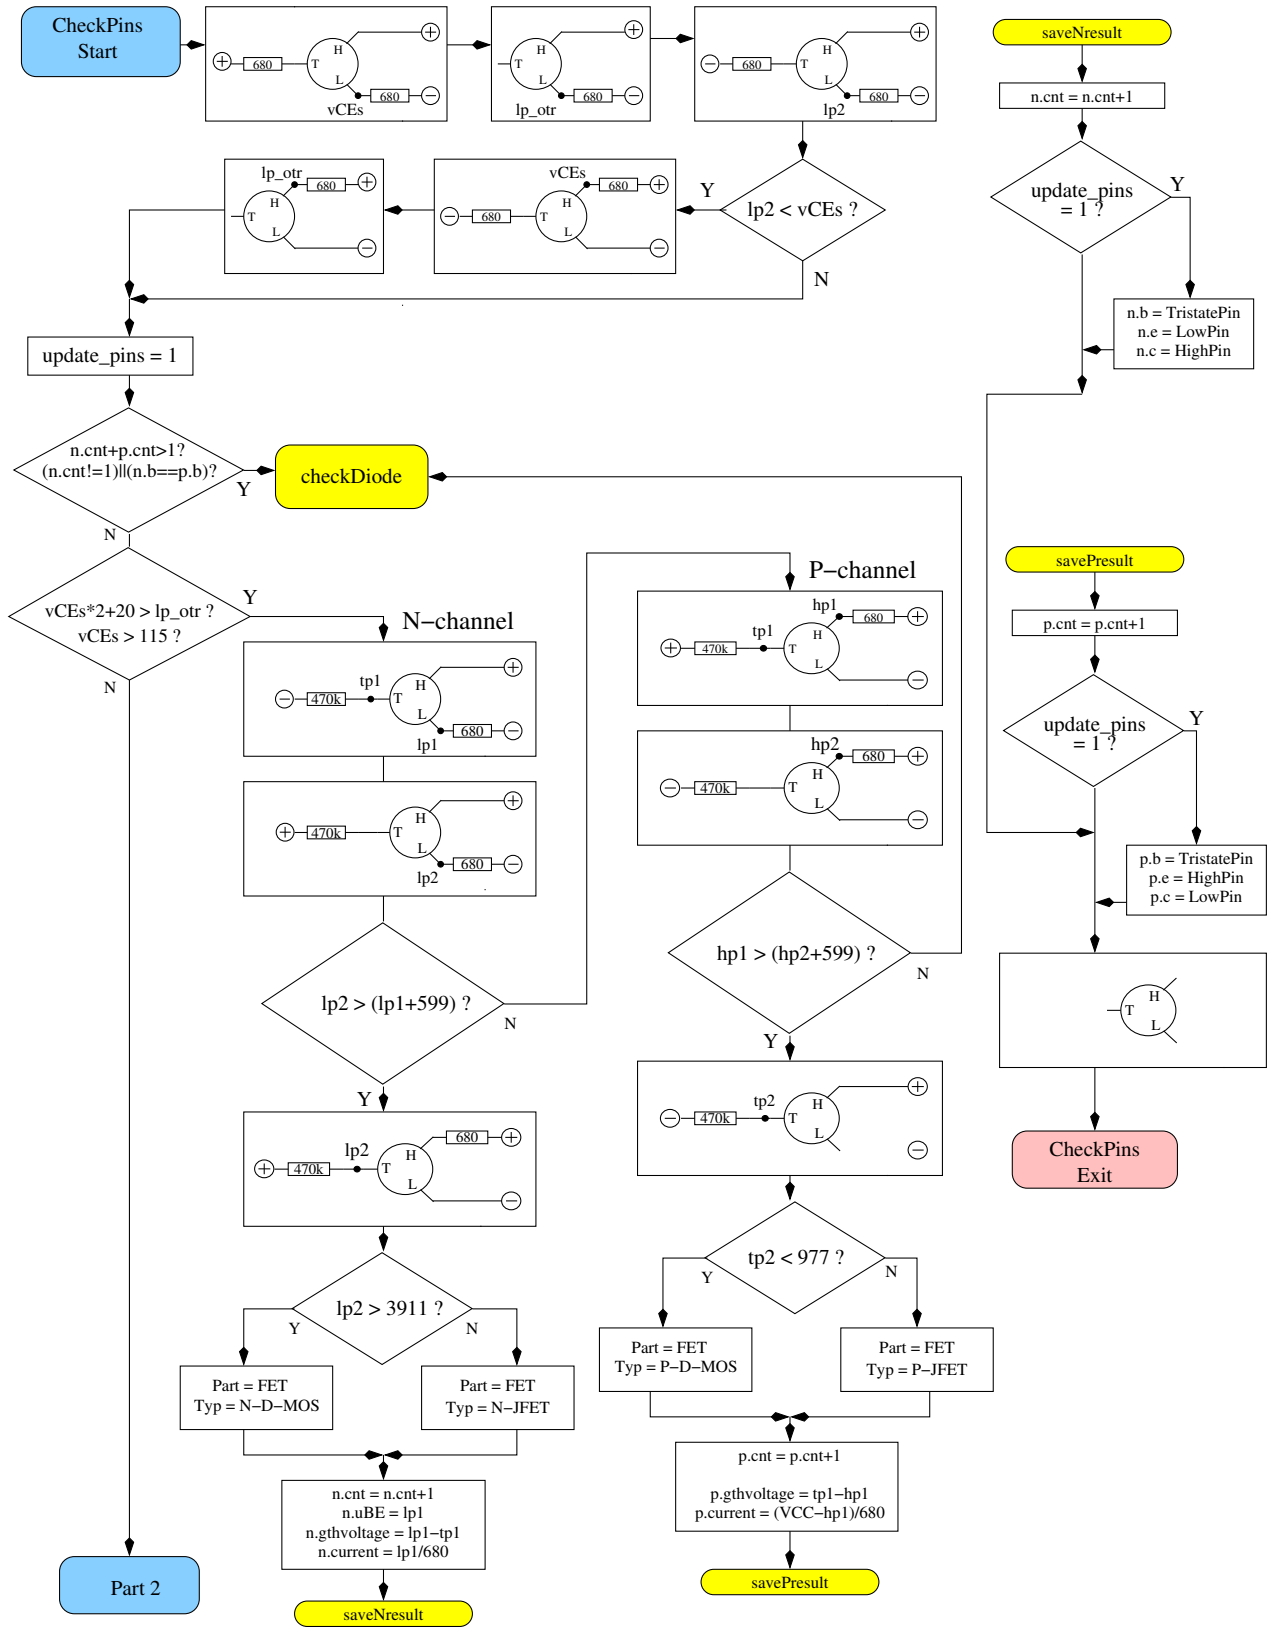 CheckPins
Start
H
T
L
680
680
vCEs
H
T
L
680
lp_otr
H
T
L
680
680
lp2
lp2 < vCEs ?
Y
N
vCEs
680
H
T
L
680
lp_otr
680
H
T
L
update_pins = 1
n.cnt+p.cnt>1?
(n.cnt!=1)||(n.b==p.b)?
Y
N
checkDiode
vCEs*2+20 > lp_otr ?
vCEs > 115 ?
Y
N
Part 2
N−channel
tp1
470k
H
T
L
680
lp1
470k
H
T
L
680
lp2
lp2 > (lp1+599) ?
N
Y
lp2
470k
680
H
T
L
lp2 > 3911 ?
Y
N
Part = FET
Typ = N−D−MOS
Part = FET
Typ = N−JFET
n.cnt = n.cnt+1
n.uBE = lp1
n.gthvoltage = lp1−tp1
n.current = lp1/680
saveNresult
P−channel
hp1
680
tp1
470k
H
T
L
hp2
680
470k
H
T
L
hp1 > (hp2+599) ?
N
Y
tp2
470k
H
T
L
tp2 < 977 ?
Y
N
Part = FET
Typ = P−D−MOS
Part = FET
Typ = P−JFET
p.cnt = p.cnt+1
p.gthvoltage = tp1−hp1
p.current = (VCC−hp1)/680
savePresult
saveNresult
n.cnt = n.cnt+1
update_pins
= 1 ?
Y
n.b = TristatePin
n.e = LowPin
n.c = HighPin
savePresult
p.cnt = p.cnt+1
update_pins
= 1 ?
Y
p.b = TristatePin
p.e = HighPin
p.c = LowPin
H
T
L
CheckPins
Exit